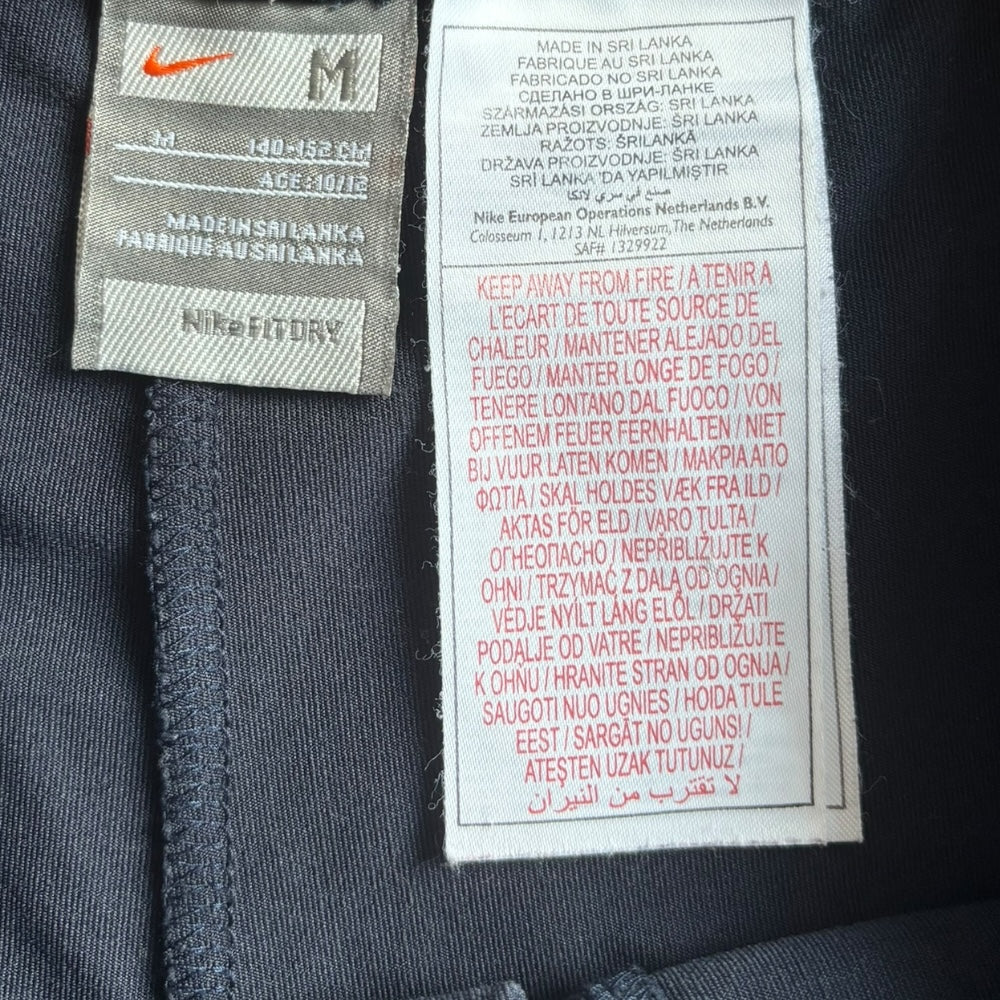 M
M 140-152 CM
AGE: 10/12
MADE IN SRI LANKA
FABRIQUE AU SRI LANKA
Nike FIT DRY
MADE IN SRI LANKA
FABRIQUE AU SRI LANKA
FABRICADO NO SRI LANKA
СДЕЛАНО В ШРИ-ЛАНКЕ
SZÁRMAZÁSI ORSZÁG: SRI LANKA
ZEMLJA PROIZVODNJE: ŠRI LANKA
RAŽOTS: ŠRILANKĀ
DRŽAVA PROIZVODNJE: ŠRI LANKA
SRİ LANKA 'DA YAPILMIŞTIR
صنع في سري لانكا
Nike European Operations Netherlands B.V.
Colosseum 1, 1213 NL Hilversum, The Netherlands
SAF# 1329922
KEEP AWAY FROM FIRE / A TENIR A
L'ECART DE TOUTE SOURCE DE
CHALEUR / MANTENER ALEJADO DEL
FUEGO / MANTER LONGE DE FOGO /
TENERE LONTANO DAL FUOCO / VON
OFFENEM FEUER FERNHALTEN / NIET
BIJ VUUR LATEN KOMEN / ΜΑΚΡΙΑ ΑΠΟ
ΦΩΤΙΑ / SKAL HOLDES VÆK FRA ILD /
AKTAS FÖR ELD / VARO TULTA /
ОГНЕОПАСНО / NEPŘIBLIŽUJTE K
OHNI / TRZYMAĆ Z DALA OD OGNIA /
VÉDJE NYÍLT LÁNG ELŐL / DRŽATI
PODALJE OD VATRE / NEPRIBLIŽUJTE
K OHŇU / HRANITE STRAN OD OGNJA /
SAUGOTI NUO UGNIES / HOIDA TULE
EEST / SARGĀT NO UGUNS! /
ATEŞTEN UZAK TUTUNUZ /
لا تقترب من النيران